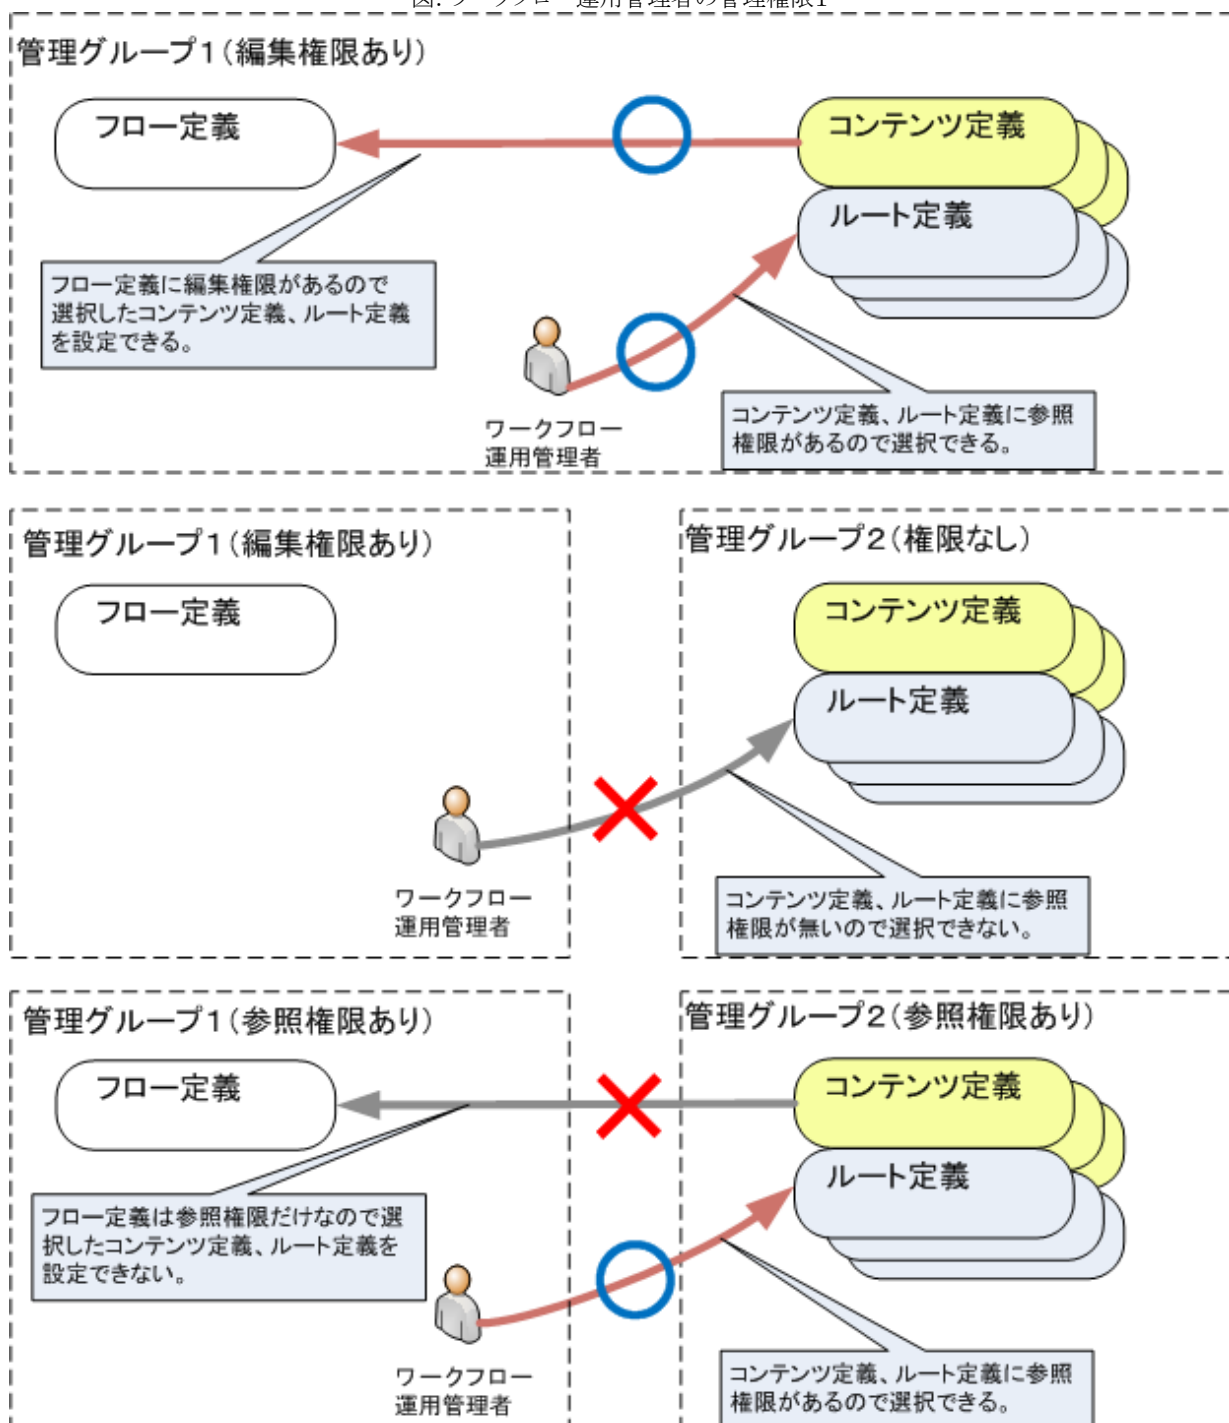 管理グループ1(編集権限あり)
フロー定義
コンテンツ定義
ルート定義
フロー定義に編集権限があるので
選択したコンテンツ定義、ルート定義
を設定できる。
ワークフロー
運用管理者
コンテンツ定義、ルート定義に参照
権限があるので選択できる。
管理グループ1(編集権限あり)
フロー定義
ワークフロー
運用管理者
管理グループ2(権限なし)
コンテンツ定義
ルート定義
コンテンツ定義、ルート定義に参照
権限が無いので選択できない。
管理グループ1(参照権限あり)
フロー定義
フロー定義は参照権限だけなので選
択したコンテンツ定義、ルート定義を
設定できない。
ワークフロー
運用管理者
管理グループ2(参照権限あり)
コンテンツ定義
ルート定義
コンテンツ定義、ルート定義に参照
権限があるので選択できる。